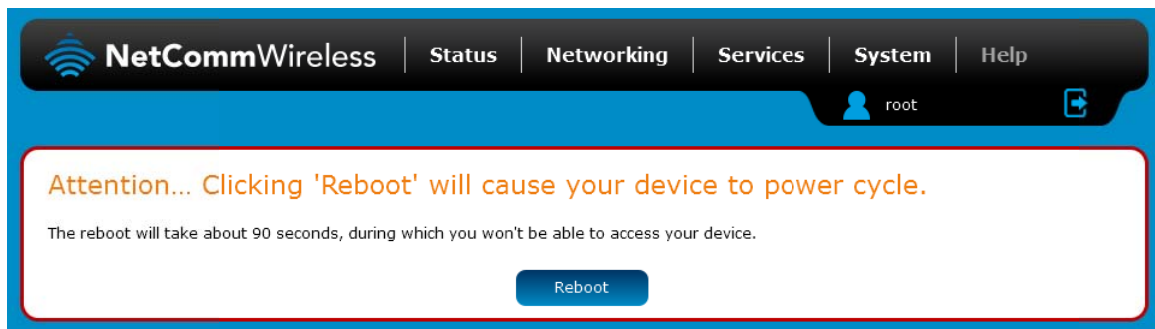 NetCommWireless Status Networking Services System Help
root
Attention... Clicking 'Reboot' will cause your device to power cycle.
The reboot will take about 90 seconds, during which you won't be able to access your device.
Reboot